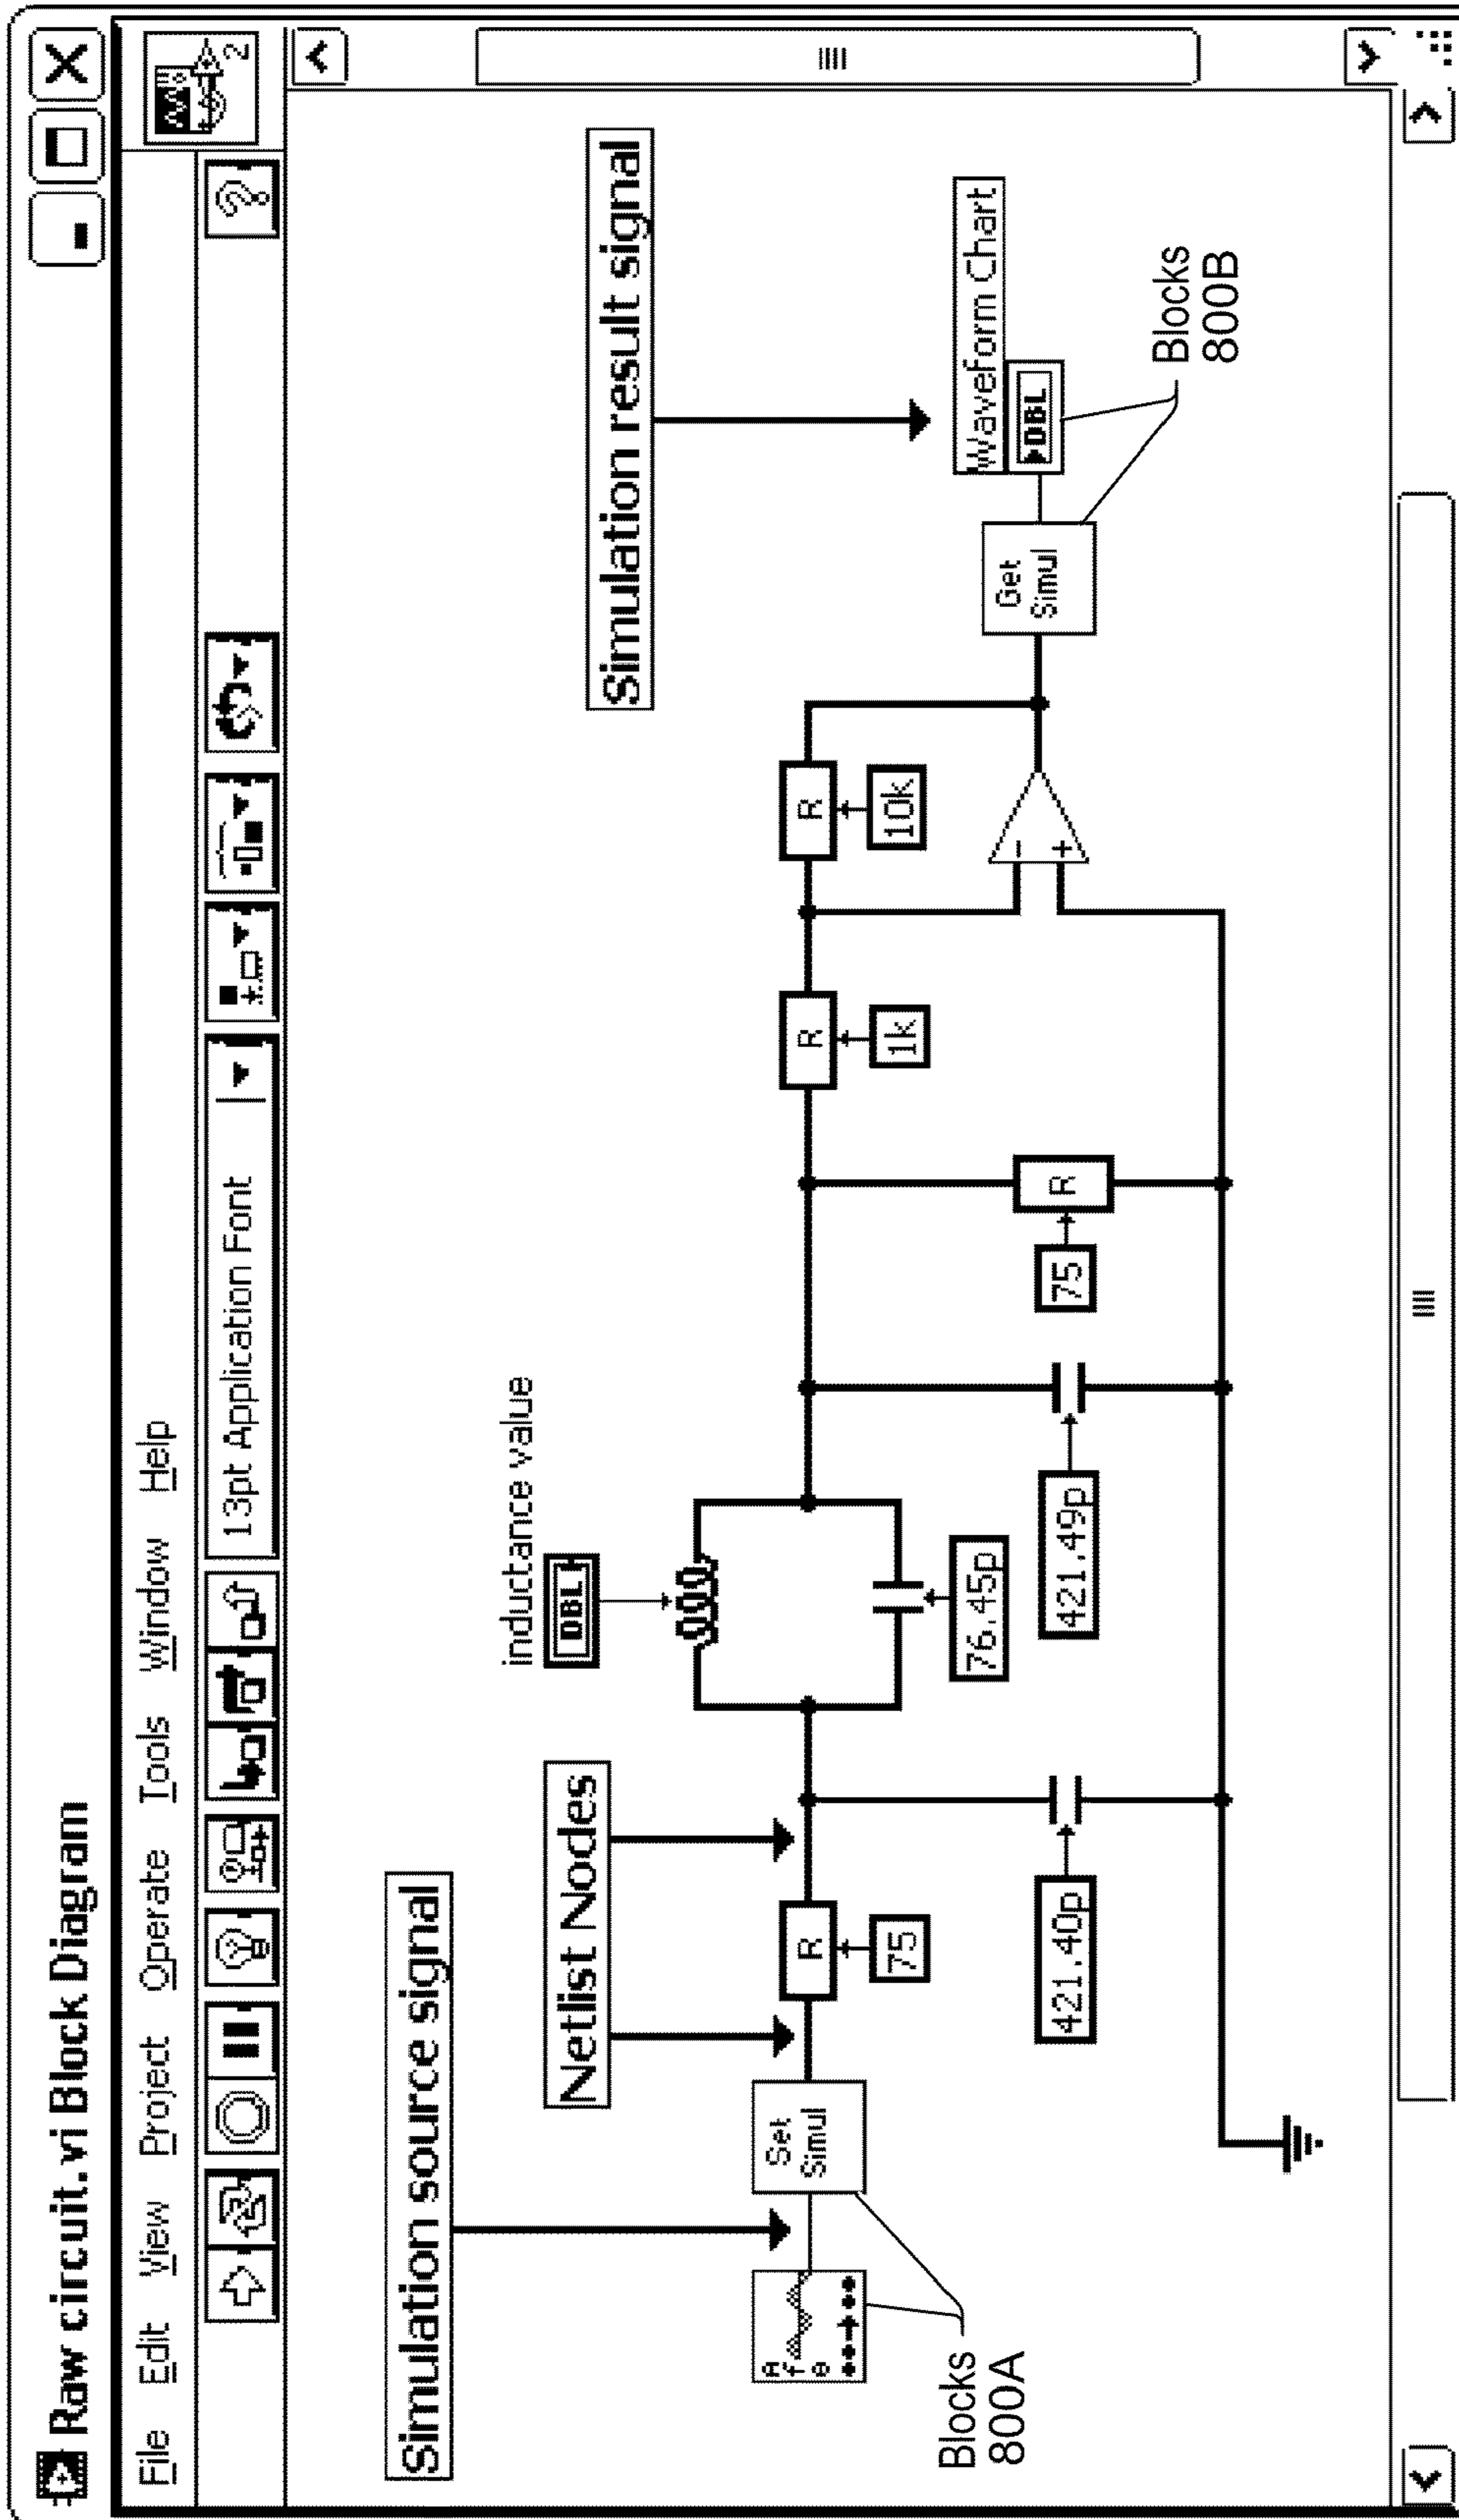 Raw circuit.vi Block Diagram
File Edit View Project Operate Tools Window Help
13pt Application Font
?
2
Simulation source signal
Simulation result signal
Netlist Nodes
inductance value
DBL
A
f
Θ
Set
Simul
R
75
76.45p
421.40p
421.49p
R
75
R
1k
R
10k
-
+
Get
Simul
Waveform Chart
DBL
Blocks
800A
Blocks
800B